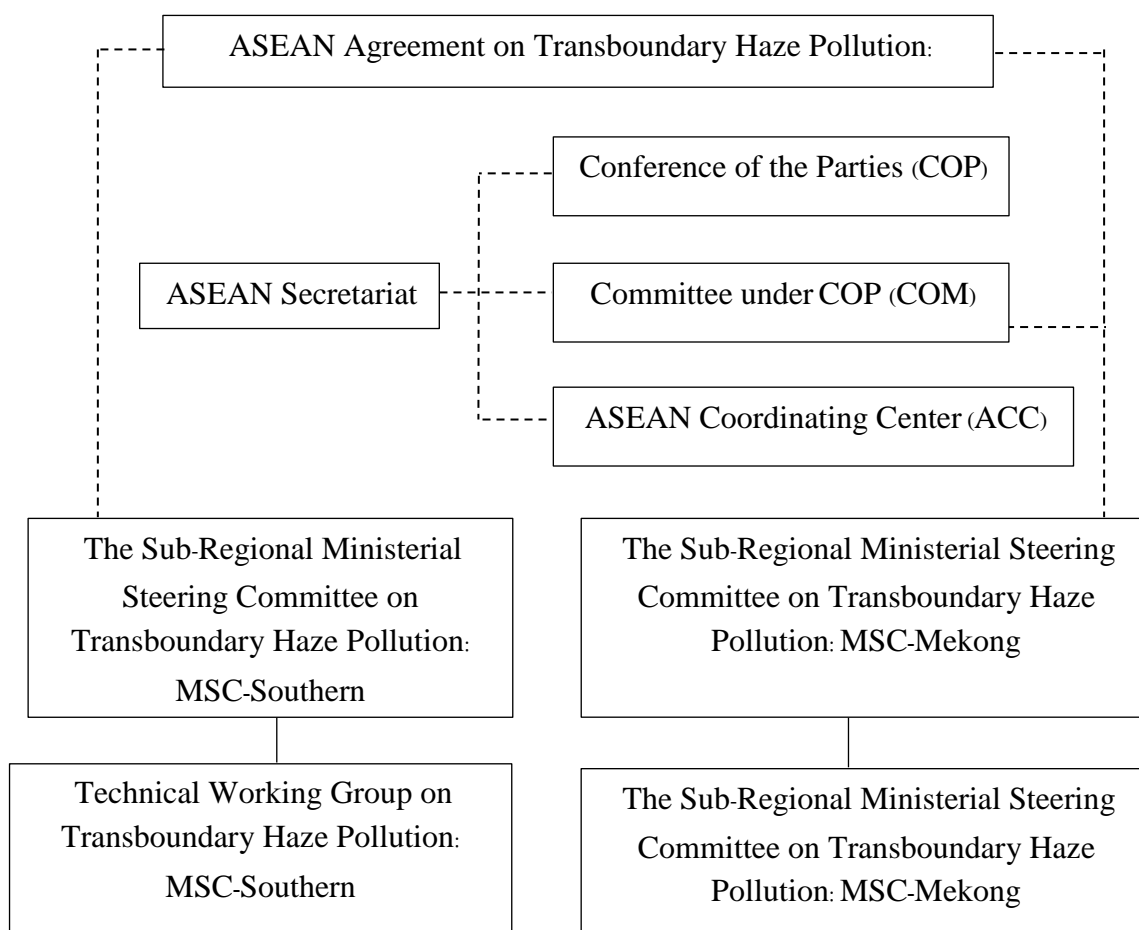 ASEAN Agreement on Transboundary Haze Pollution:
Conference of the Parties (COP)
ASEAN Secretariat
Committee under COP (COM)
ASEAN Coordinating Center (ACC)
The Sub-Regional Ministerial
Steering Committee on
Transboundary Haze Pollution:
MSC-Southern
The Sub-Regional Ministerial Steering
Committee on Transboundary Haze
Pollution: MSC-Mekong
Technical Working Group on
Transboundary Haze Pollution:
MSC-Southern
The Sub-Regional Ministerial Steering
Committee on Transboundary Haze
Pollution: MSC-Mekong